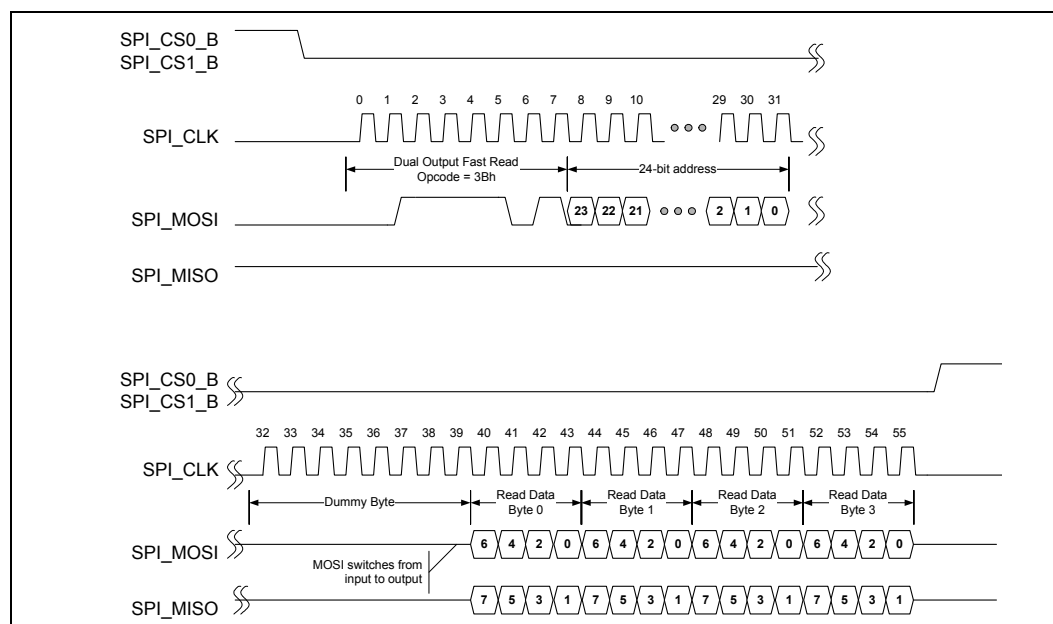 SPI_CS0_B
SPI_CS1_B
0 1 2 3 4 5 6 7 8 9 10 29 30 31
SPI_CLK
Dual Output Fast Read
Opcode = 3Bh
24-bit address
SPI_MOSI
23 22 21 2 1 0
SPI_MISO
SPI_CS0_B
SPI_CS1_B
32 33 34 35 36 37 38 39 40 41 42 43 44 45 46 47 48 49 50 51 52 53 54 55
SPI_CLK
Dummy Byte
Read Data
Byte 0
Read Data
Byte 1
Read Data
Byte 2
Read Data
Byte 3
SPI_MOSI
6 4 2 0 6 4 2 0 6 4 2 0 6 4 2 0
MOSI switches from
input to output
SPI_MISO
7 5 3 1 7 5 3 1 7 5 3 1 7 5 3 1